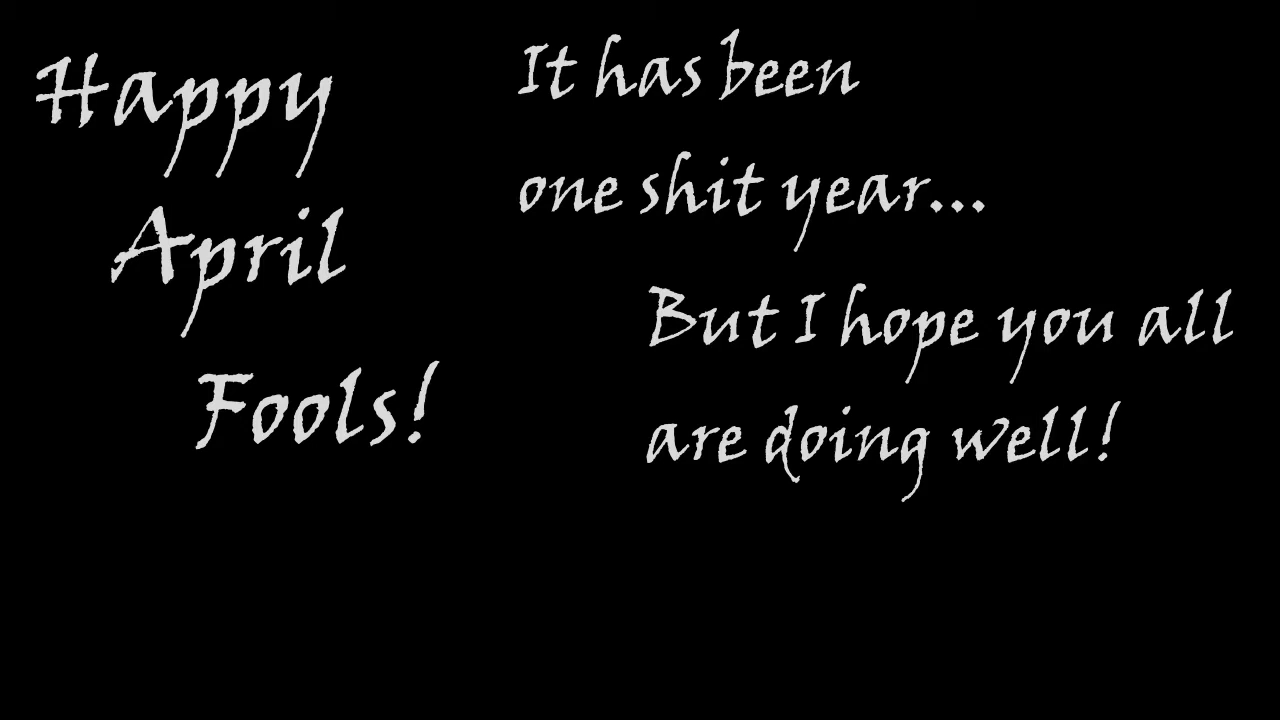 Happy
April
Fools!
It has been
one shit year...
But I hope you all
are doing well!